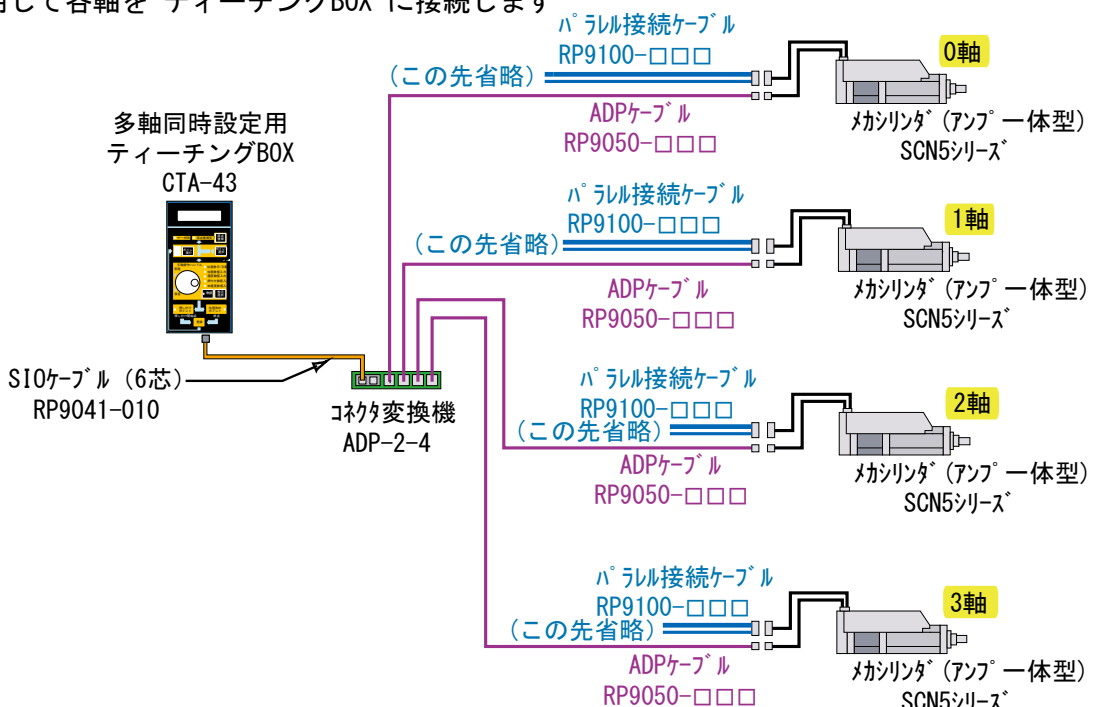 して各軸を ティーチングBOX に接続します
パラレル接続ケーブル
RP9100-□□□
(この先省略)
ADPケーブル
RP9050-□□□
0軸
メカシリンダ(アンプ一体型)
SCN5シリーズ
多軸同時設定用
ティーチングBOX
CTA-43
パラレル接続ケーブル
RP9100-□□□
(この先省略)
ADPケーブル
RP9050-□□□
1軸
メカシリンダ(アンプ一体型)
SCN5シリーズ
SIOケーブル (6芯)
RP9041-010
コネクタ変換機
ADP-2-4
パラレル接続ケーブル
RP9100-□□□
(この先省略)
ADPケーブル
RP9050-□□□
2軸
メカシリンダ(アンプ一体型)
SCN5シリーズ
パラレル接続ケーブル
RP9100-□□□
(この先省略)
ADPケーブル
RP9050-□□□
3軸
メカシリンダ(アンプ一体型)
SCN5シリーズ